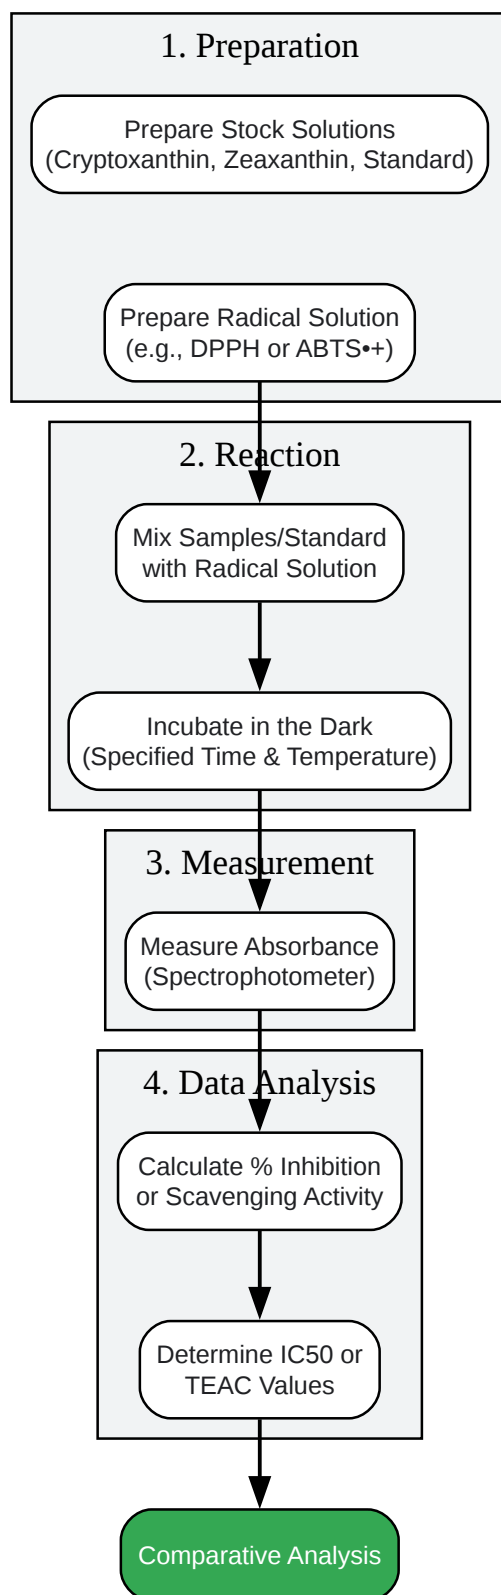 1. Preparation
Prepare Stock Solutions
(Cryptoxanthin, Zeaxanthin, Standard)
Prepare Radical Solution
(e.g., DPPH or ABTS•+)
2. Reaction
Mix Samples/Standard
with Radical Solution
Incubate in the Dark
(Specified Time & Temperature)
3. Measurement
Measure Absorbance
(Spectrophotometer)
4. Data Analysis
Calculate % Inhibition
or Scavenging Activity
Determine IC50 or
TEAC Values
Comparative Analysis